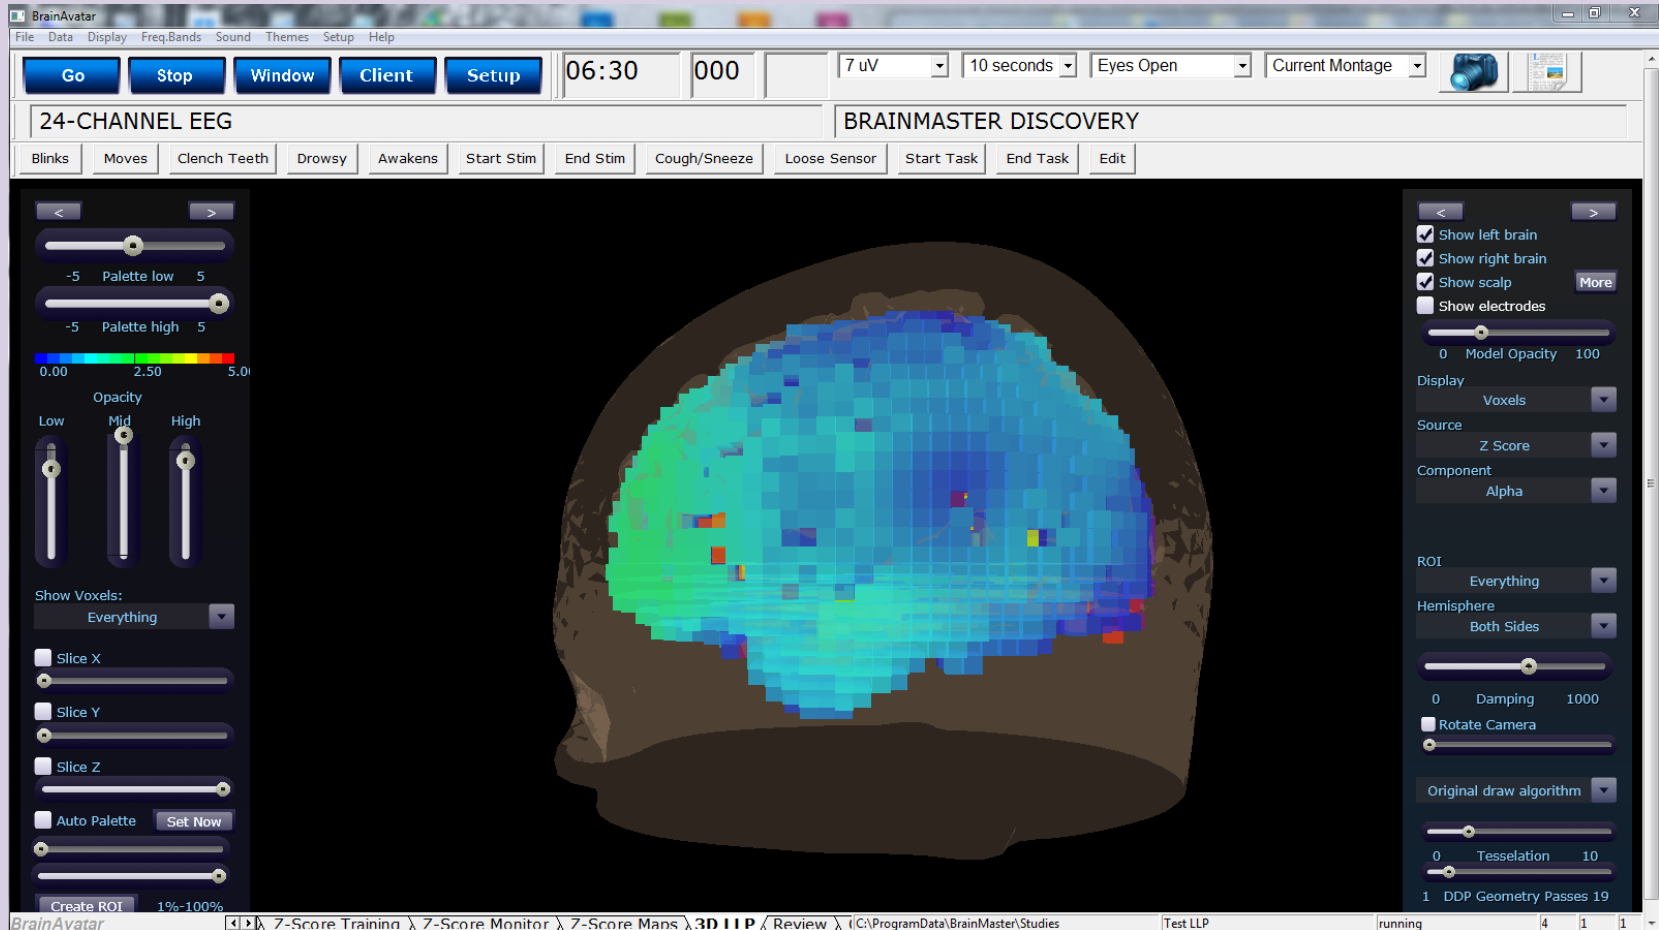 BrainAvatar
File Data Display Freq.Bands Sound Themes Setup Help
Go Stop Window Client Setup 06:30 000 7 uV 10 seconds Eyes Open Current Montage
24-CHANNEL EEG BRAINMASTER DISCOVERY
Blinks Moves Clench Teeth Drowsy Awakens Start Stim End Stim Cough/Sneeze Loose Sensor Start Task End Task Edit
< >
-5 Palette low 5
-5 Palette high 5
0.00 2.50 5.0
Opacity
Low Mid High
Show Voxels:
Everything
Slice X
Slice Y
Slice Z
Auto Palette Set Now
Create ROI 1%-100%
< >
Show left brain
Show right brain
Show scalp More
Show electrodes
0 Model Opacity 100
Display
Voxels
Source
Z Score
Component
Alpha
ROI
Everything
Hemisphere
Both Sides
0 Damping 1000
Rotate Camera
Original draw algorithm
0 Tesselation 10
1 DDP Geometry Passes 19
BrainAvatar Z-Score Training Z-Score Monitor Z-Score Maps 3D LLP Review C:\ProgramData\BrainMaster\Studies Test LLP running 4 1 1